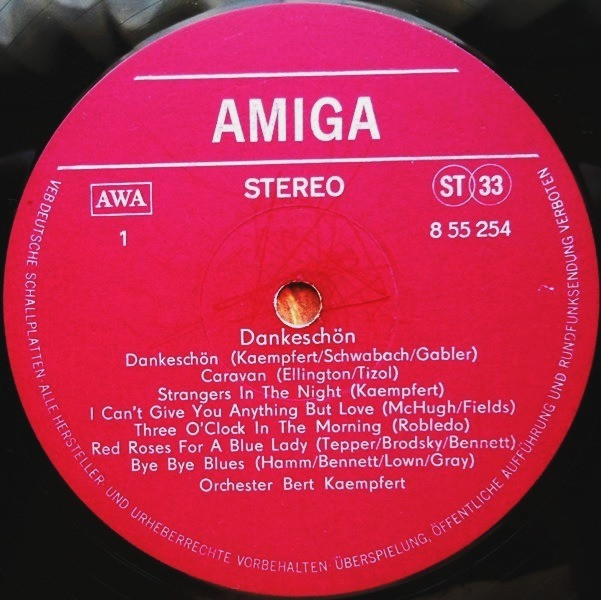 AMIGA
AWA
STEREO
ST 33
1
8 55 254
Dankeschön
Dankeschön (Kaempfert/Schwabach/Gabler)
Caravan (Ellington/Tizol)
Strangers In The Night (Kaempfert)
I Can't Give You Anything But Love (McHugh/Fields)
Three O'Clock In The Morning (Robledo)
Red Roses For A Blue Lady (Tepper/Brodsky/Bennett)
Bye Bye Blues (Hamm/Bennett/Lown/Gray)
Orchester Bert Kaempfert
VEB DEUTSCHE SCHALLPLATTEN ALLE HERSTELLER- UND URHEBERRECHTE VORBEHALTEN · ÜBERSPIELUNG, ÖFFENTLICHE AUFFÜHRUNG UND RUNDFUNKSENDUNG VERBOTEN